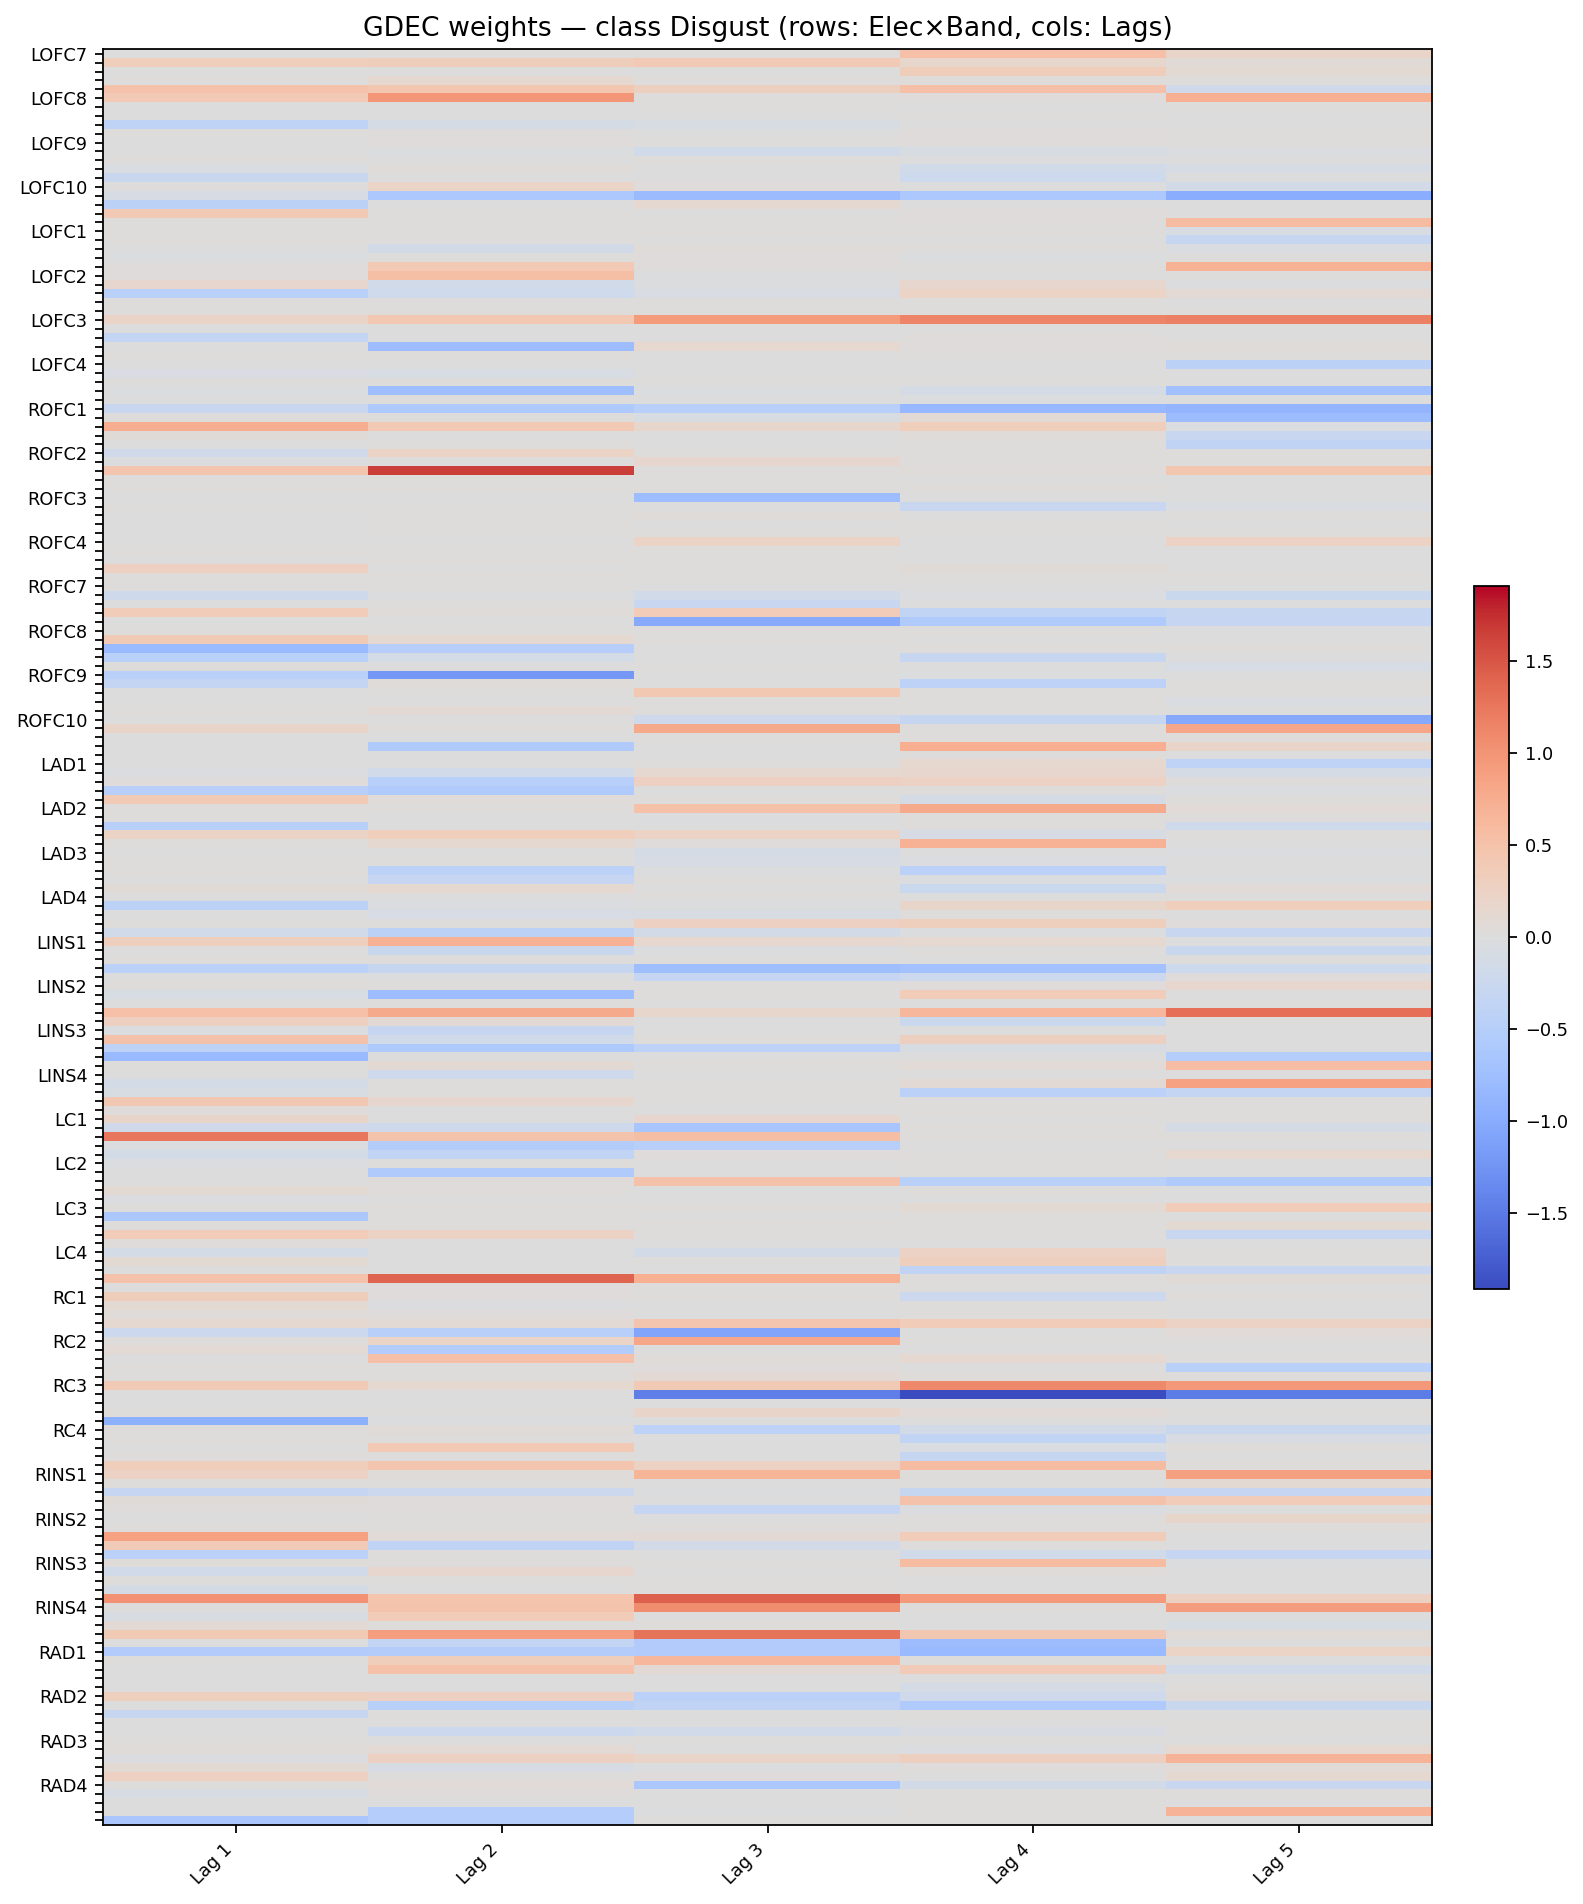 GDEC weights — class Disgust (rows: Elec×Band, cols: Lags)
LOFC7
LOFC8
LOFC9
LOFC10
LOFC1
LOFC2
LOFC3
LOFC4
ROFC1
ROFC2
ROFC3
ROFC4
ROFC7
ROFC8
ROFC9
ROFC10
LAD1
LAD2
LAD3
LAD4
LINS1
LINS2
LINS3
LINS4
LC1
LC2
LC3
LC4
RC1
RC2
RC3
RC4
RINS1
RINS2
RINS3
RINS4
RAD1
RAD2
RAD3
RAD4
Lag 1
Lag 2
Lag 3
Lag 4
Lag 5
1.5
1.0
0.5
0.0
−0.5
−1.0
−1.5